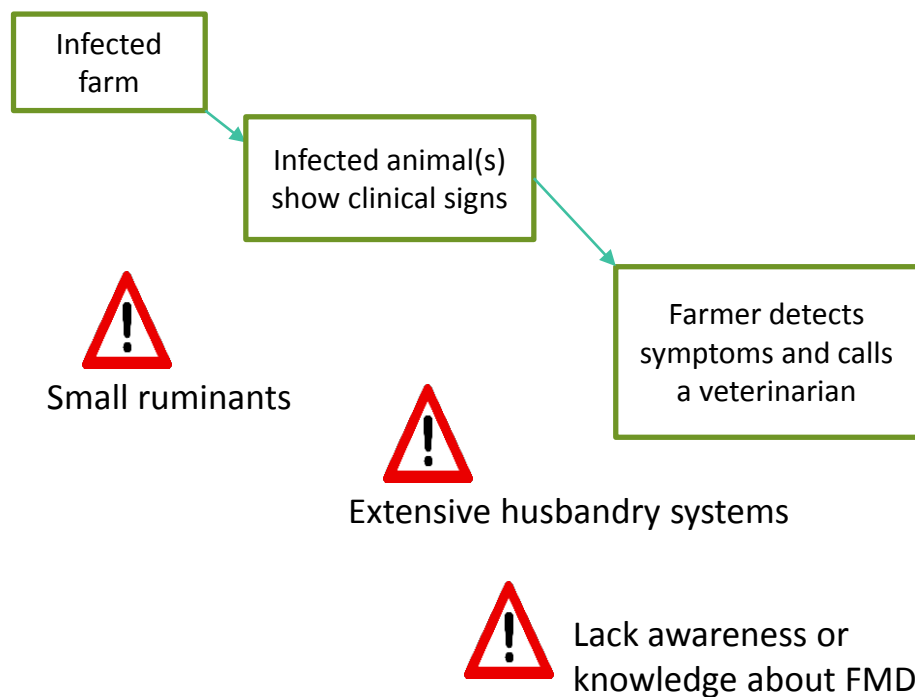 Infected
farm
Infected animal(s)
show clinical signs
Farmer detects
symptoms and calls
a veterinarian
Small ruminants
Extensive husbandry systems
Lack awareness or
knowledge about FMD